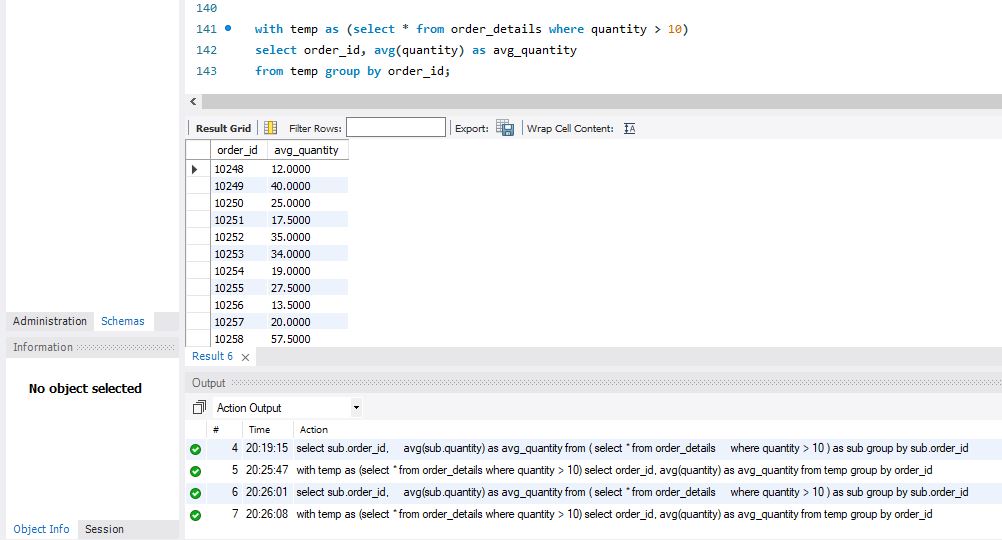 140
141 with temp as (select * from order_details where quantity > 10)
142 select order_id, avg(quantity) as avg_quantity
143 from temp group by order_id;
Result Grid Filter Rows: Export: Wrap Cell Content:
order_id avg_quantity
10248 12.0000
10249 40.0000
10250 25.0000
10251 17.5000
10252 35.0000
10253 34.0000
10254 19.0000
10255 27.5000
10256 13.5000
10257 20.0000
10258 57.5000
Administration Schemas
Information
No object selected
Result 6
Output
Action Output
# Time Action
4 20:19:15 select sub.order_id, avg(sub.quantity) as avg_quantity from ( select * from order_details where quantity > 10 ) as sub group by sub.order_id
5 20:25:47 with temp as (select * from order_details where quantity > 10) select order_id, avg(quantity) as avg_quantity from temp group by order_id
6 20:26:01 select sub.order_id, avg(sub.quantity) as avg_quantity from ( select * from order_details where quantity > 10 ) as sub group by sub.order_id
7 20:26:08 with temp as (select * from order_details where quantity > 10) select order_id, avg(quantity) as avg_quantity from temp group by order_id
Object Info Session